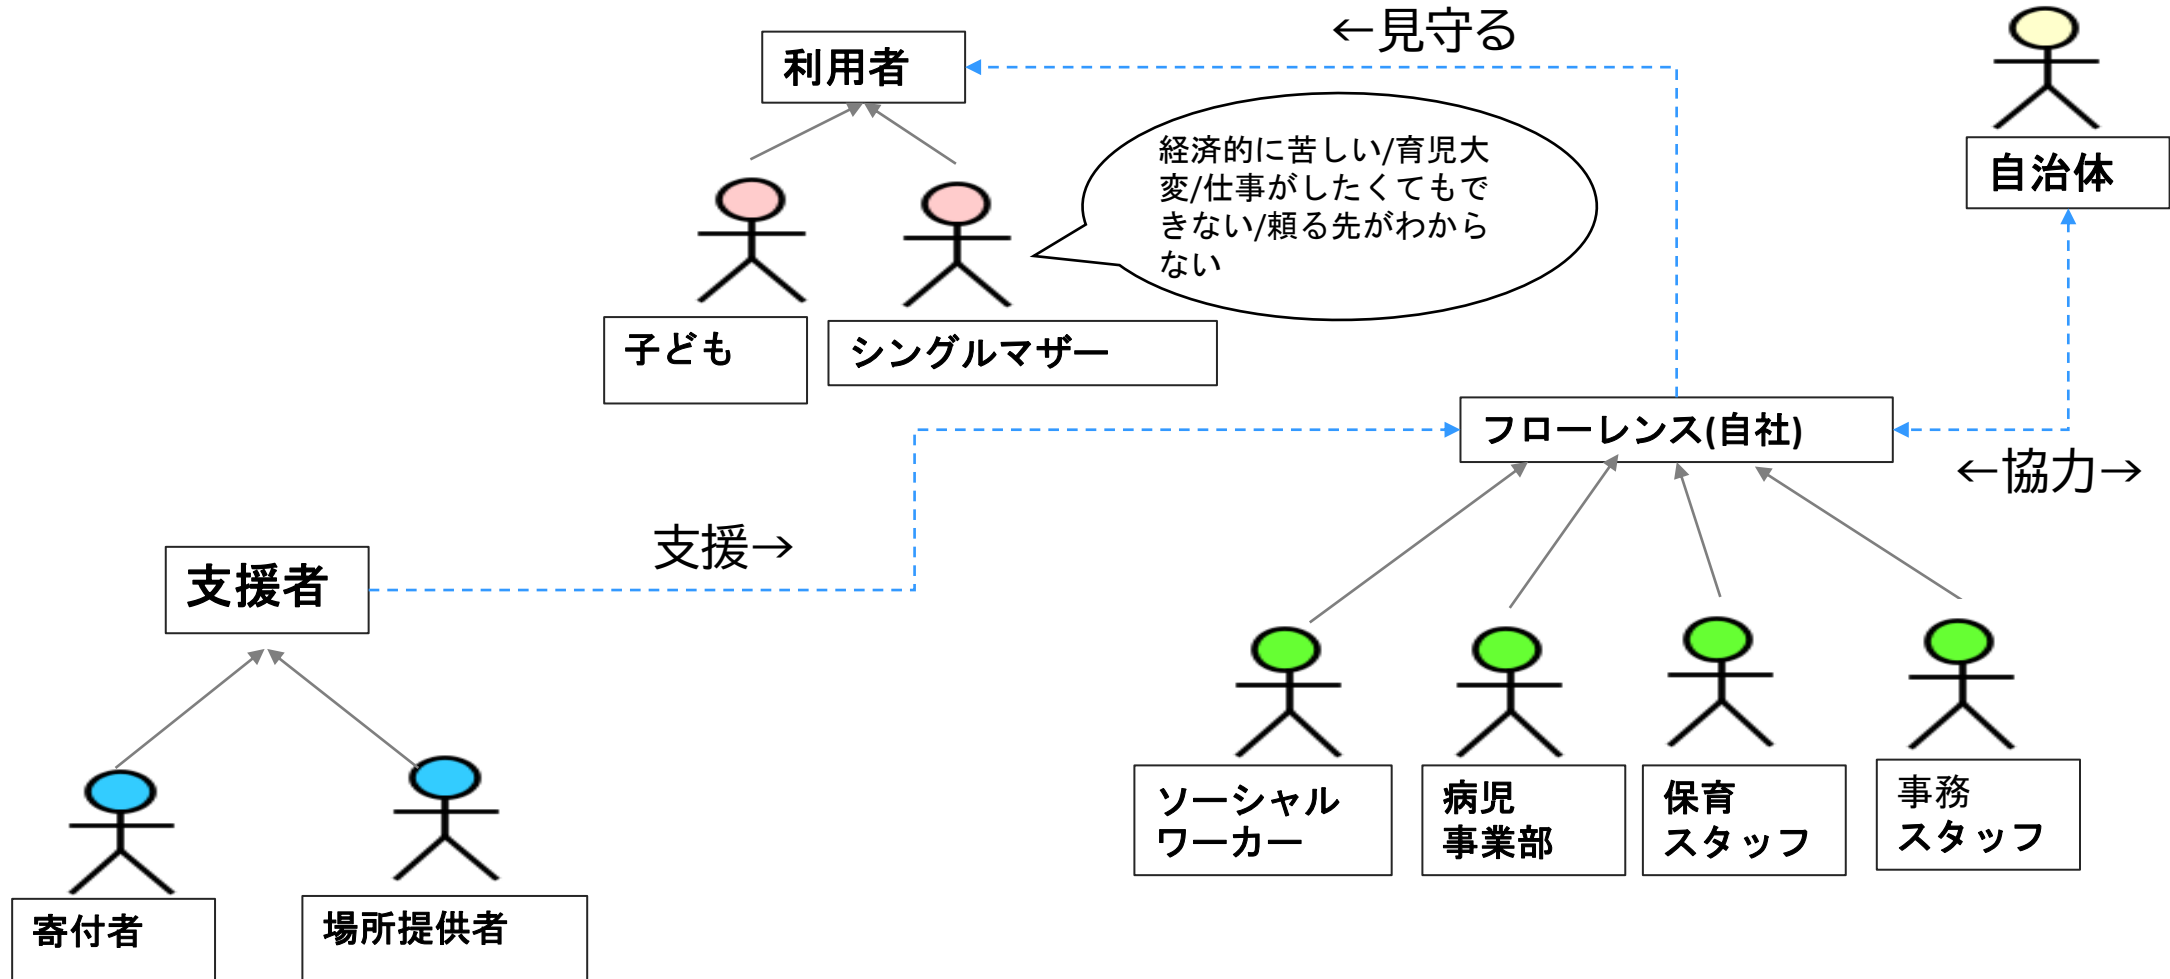 ←見守る
利用者
経済的に苦しい/育児大
変/仕事がしたくてもで
きない/頼る先がわから
ない
自治体
子ども
シングルマザー
フローレンス(自社)
←協力→
支援→
支援者
ソーシャル
ワーカー
病児
事業部
保育
スタッフ
事務
スタッフ
寄付者
場所提供者